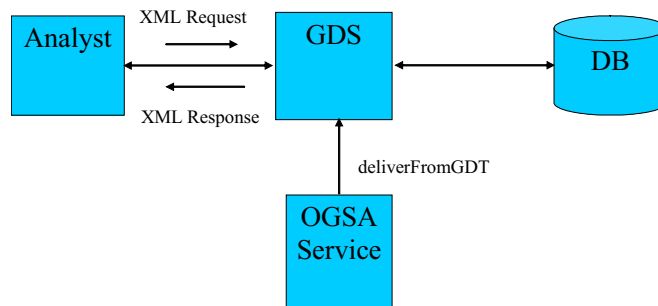 XML Request
Analyst
GDS
DB
XML Response
deliverFromGDT
OGSA
Service